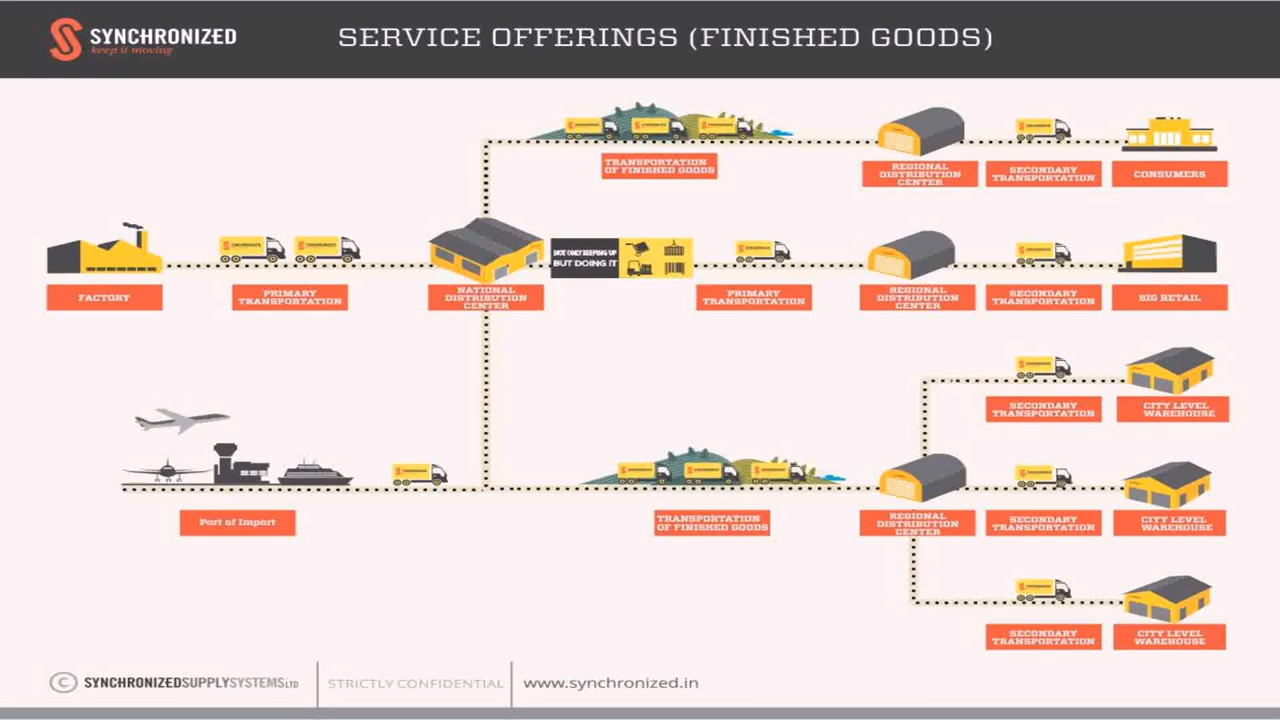 SYNCHRONIZED
keep it moving
SERVICE OFFERINGS (FINISHED GOODS)
TRANSPORTATION
OF FINISHED GOODS
REGIONAL
DISTRIBUTION
CENTER
SECONDARY
TRANSPORTATION
CONSUMERS
NOT ONLY KEEPING UP
BUT DOING IT
FACTORY
PRIMARY
TRANSPORTATION
NATIONAL
DISTRIBUTION
CENTER
PRIMARY
TRANSPORTATION
REGIONAL
DISTRIBUTION
CENTER
SECONDARY
TRANSPORTATION
BIG RETAIL
SECONDARY
TRANSPORTATION
CITY LEVEL
WAREHOUSE
Part of Impart
TRANSPORTATION
OF FINISHED GOODS
REGIONAL
DISTRIBUTION
CENTER
SECONDARY
TRANSPORTATION
CITY LEVEL
WAREHOUSE
SECONDARY
TRANSPORTATION
CITY LEVEL
WAREHOUSE
© SYNCHRONIZEDSUPPLYSYSTEMSLTD
STRICTLY CONFIDENTIAL
www.synchronized.in